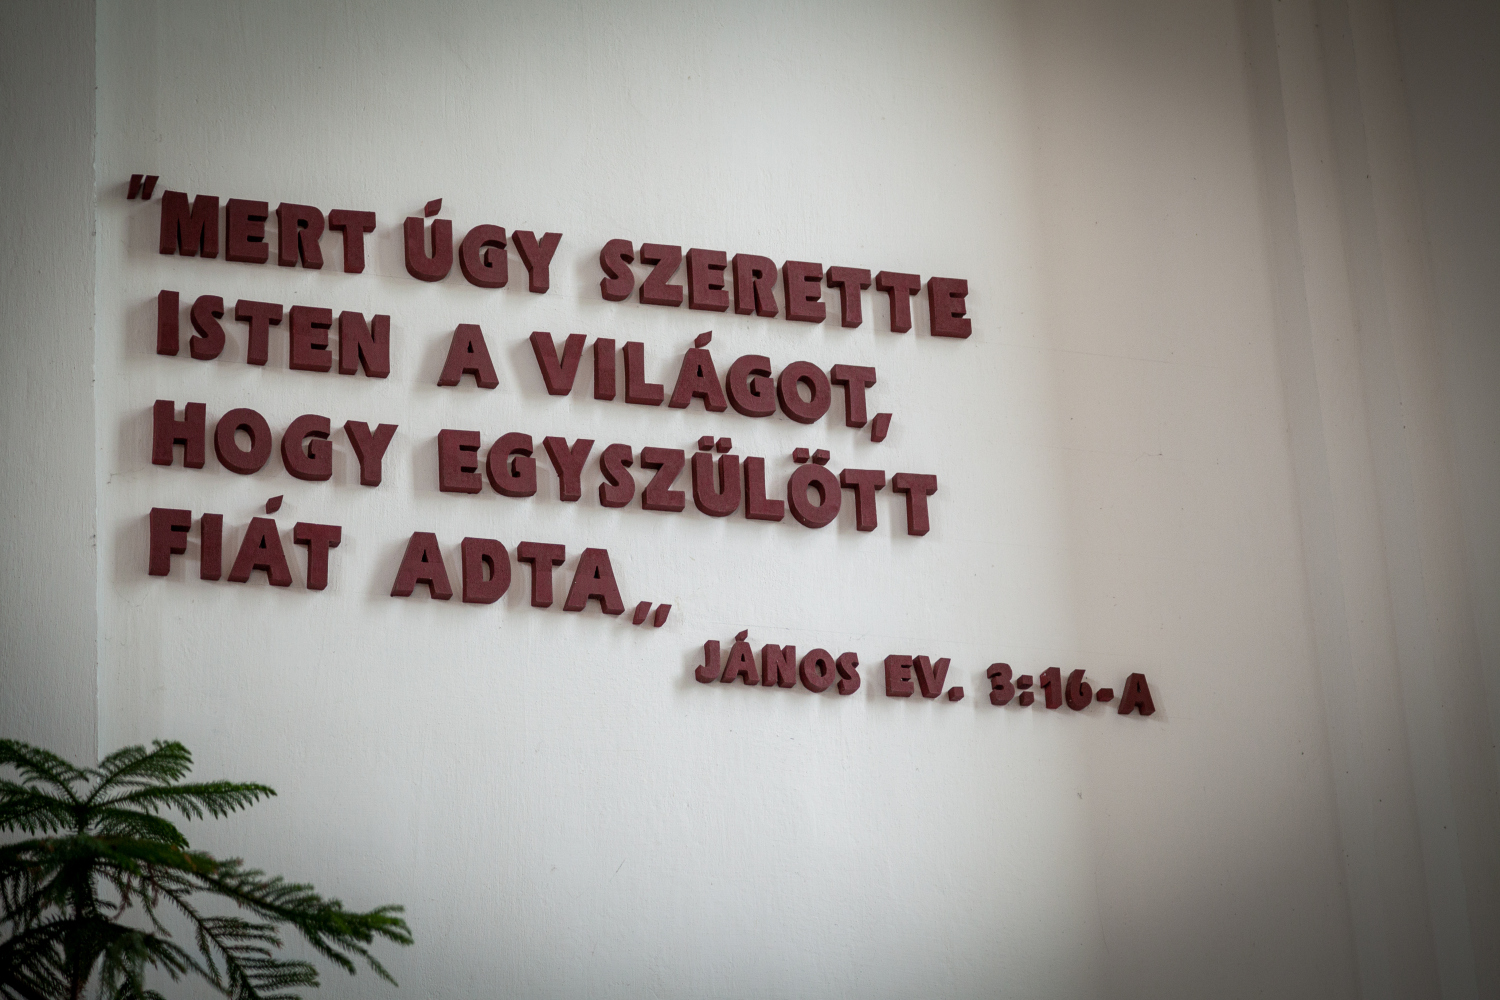 "MERT ÚGY SZERETTE
ISTEN A VILÁGOT,
HOGY EGYSZÜLÖTT
FIÁT ADTA,,
JÁNOS EV. 3:16-A